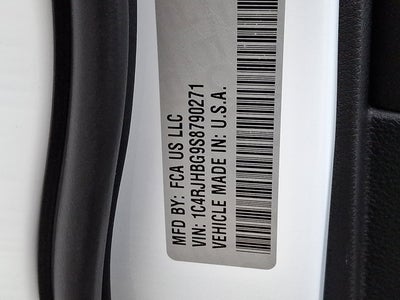 MFD BY: FCA US LLC
VIN: 1C4RJHBG9S8790271
VEHICLE MADE IN: U.S.A.